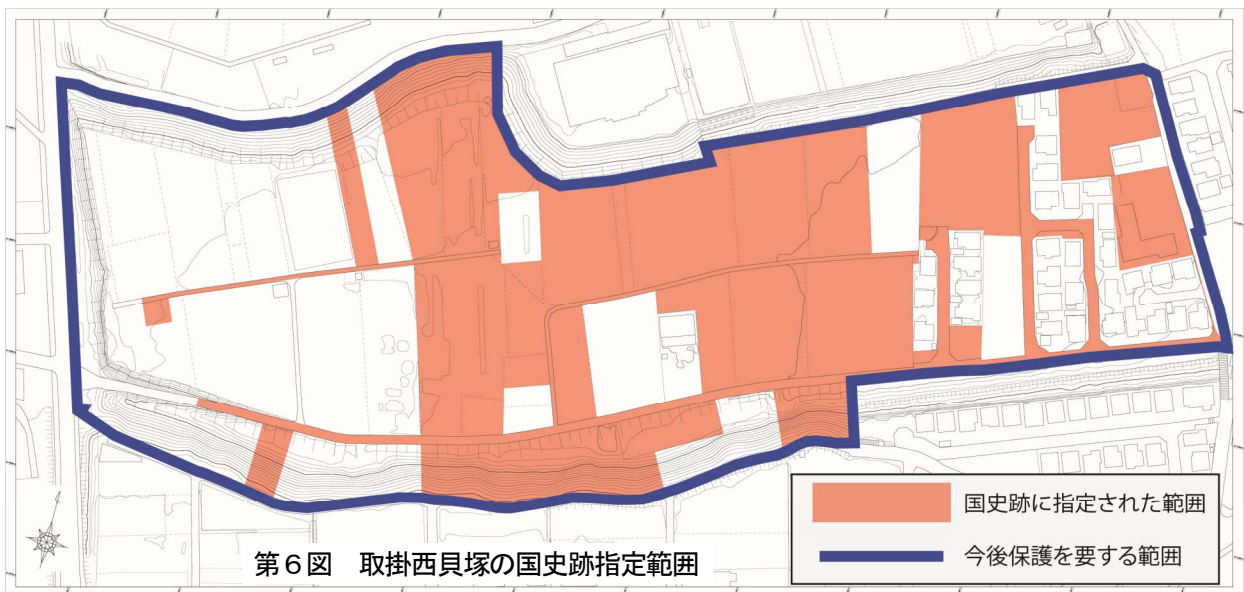 国史跡に指定された範囲
今後保護を要する範囲
第6図 取掛西貝塚の国史跡指定範囲